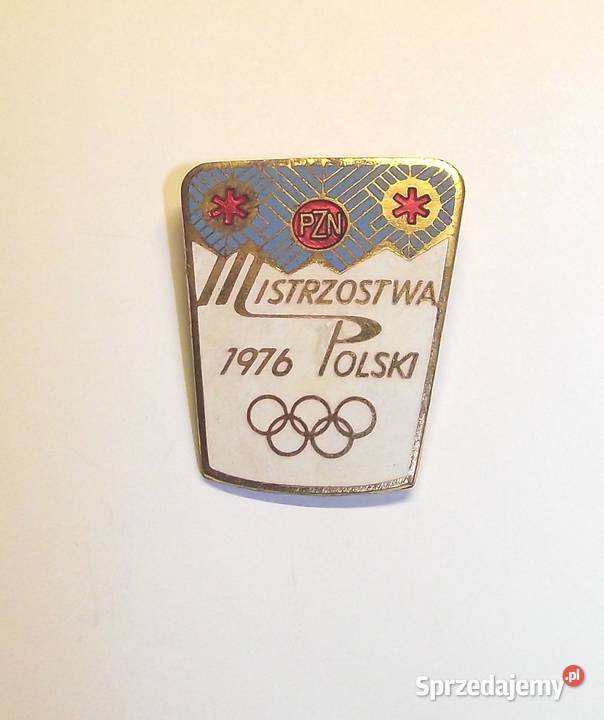 PZN
MISTRZOSTWA
1976 POLSKI
Sprzedajemy.pl